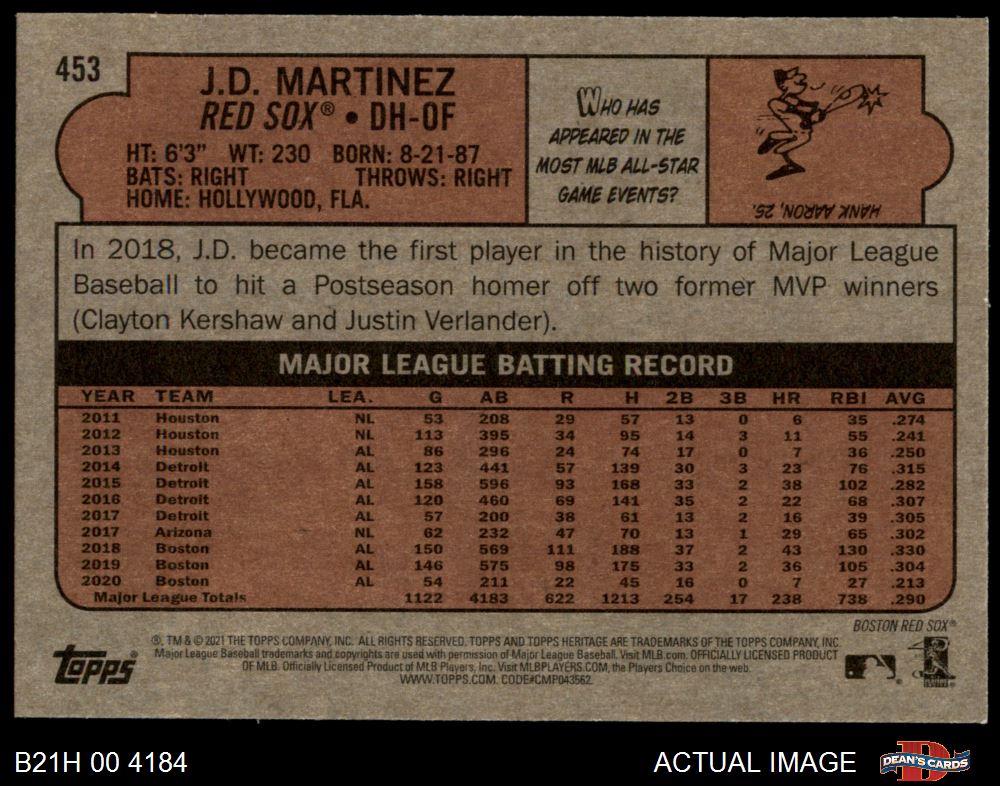 453
J.D. MARTINEZ
RED SOX® • DH-OF
HT: 6'3" WT: 230 BORN: 8-21-87
BATS: RIGHT THROWS: RIGHT
HOME: HOLLYWOOD, FLA.
WHO HAS
APPEARED IN THE
MOST MLB ALL-STAR
GAME EVENTS?
HANK AARON, 25.
In 2018, J.D. became the first player in the history of Major League
Baseball to hit a Postseason homer off two former MVP winners
(Clayton Kershaw and Justin Verlander).
MAJOR LEAGUE BATTING RECORD
YEAR TEAM LEA. G AB R H 2B 3B HR RBI AVG
2011 Houston NL 53 208 29 57 13 0 6 35 .274
2012 Houston NL 113 395 34 95 14 3 11 55 .241
2013 Houston AL 86 296 24 74 17 0 7 36 .250
2014 Detroit AL 123 441 57 139 30 3 23 76 .315
2015 Detroit AL 158 596 93 168 33 2 38 102 .282
2016 Detroit AL 120 460 69 141 35 2 22 68 .307
2017 Detroit AL 57 200 38 61 13 2 16 39 .305
2017 Arizona NL 62 232 47 70 13 1 29 65 .302
2018 Boston AL 150 569 111 188 37 2 43 130 .330
2019 Boston AL 146 575 98 175 33 2 36 105 .304
2020 Boston AL 54 211 22 45 16 0 7 27 .213
Major League Totals 1122 4183 622 1213 254 17 238 738 .290
BOSTON RED SOX®
Topps®
®, TM & © 2021 THE TOPPS COMPANY, INC. ALL RIGHTS RESERVED. TOPPS AND TOPPS HERITAGE ARE TRADEMARKS OF THE TOPPS COMPANY, INC.
Major League Baseball trademarks and copyrights are used with permission of Major League Baseball. Visit MLB.com. OFFICIALLY LICENSED PRODUCT
OF MLB. Officially Licensed Product of MLB Players, Inc. Visit MLBPLAYERS.COM, the Players Choice on the web.
WWW.TOPPS.COM. CODE#CMP043562
B21H 00 4184
ACTUAL IMAGE
DEAN'S CARDS